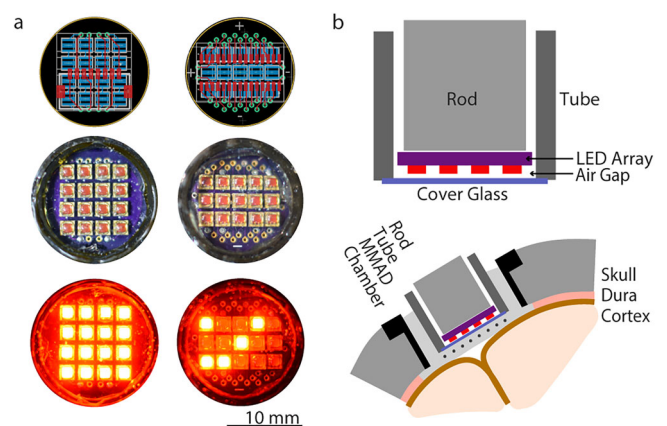 a
b
Rod
Tube
LED Array
Air Gap
Cover Glass
Rod
Tube
MMAD
Chamber
Skull
Dura
Cortex
10 mm